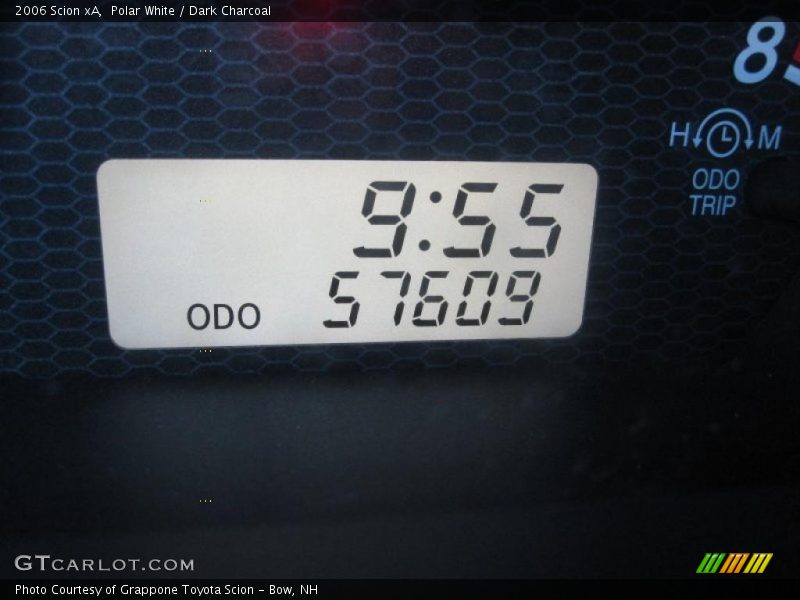 2006 Scion xA, Polar White / Dark Charcoal
8
H M
ODO
TRIP
9:55
ODO 57609
GTCARLOT.COM
Photo Courtesy of Grappone Toyota Scion - Bow, NH